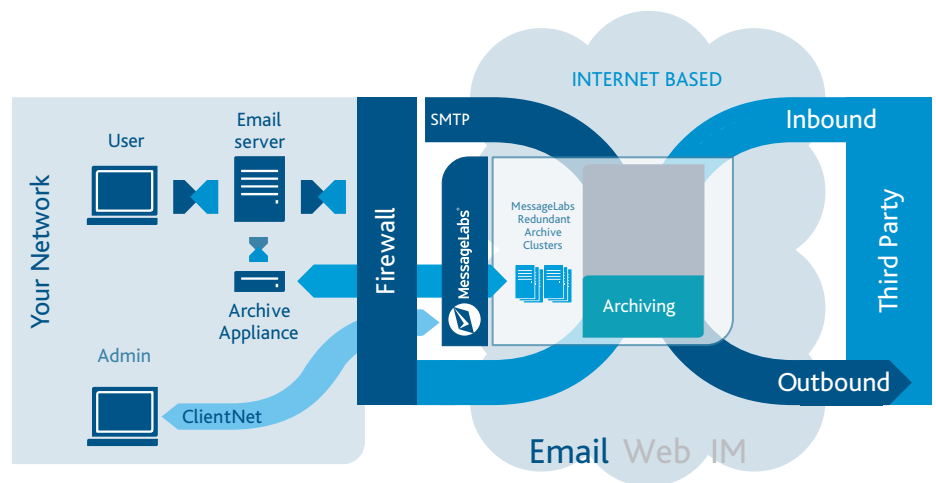 INTERNET BASED
SMTP
Inbound
Email
server
User
MessageLabs
Redundant
Archive
Clusters
MessageLabs®
Your Network
Firewall
Third Party
Archiving
Archive
Appliance
Admin
ClientNet
Outbound
Email Web IM